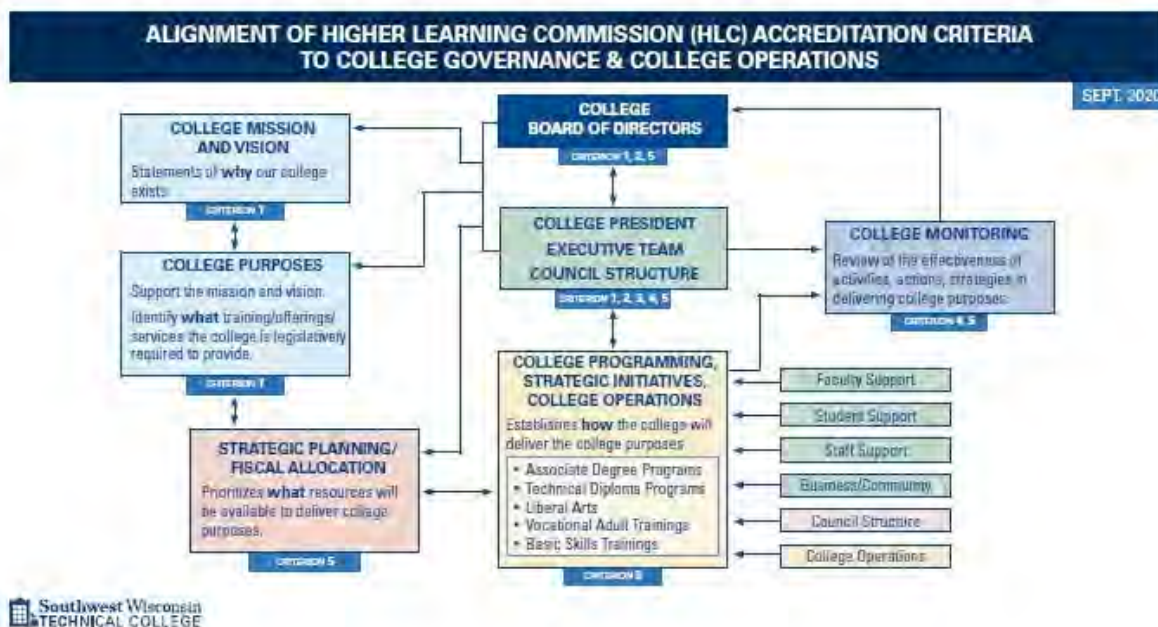 ALIGNMENT OF HIGHER LEARNING COMMISSION (HLC) ACCREDITATION CRITERIA
TO COLLEGE GOVERNANCE & COLLEGE OPERATIONS
SEPT. 2020
COLLEGE
BOARD OF DIRECTORS
CRITERION 1, 2, 5
COLLEGE MISSION
AND VISION
Statements of why our college
exists.
CRITERION 1
COLLEGE PRESIDENT
EXECUTIVE TEAM
COUNCIL STRUCTURE
CRITERION 1, 2, 3, 4, 5
COLLEGE MONITORING
Review of the effectiveness of
activities, actions, strategies in
delivering college purposes.
CRITERION 4, 5
COLLEGE PURPOSES
Support the mission and vision.
Identify what training/offerings/
services the college is legislatively
required to provide.
CRITERION 1
COLLEGE PROGRAMMING,
STRATEGIC INITIATIVES,
COLLEGE OPERATIONS
Establishes how the college will
deliver the college purposes
• Associate Degree Programs
• Technical Diploma Programs
• Liberal Arts
• Vocational Adult Trainings
• Basic Skills Trainings
CRITERION
Faculty Support
Student Support
Staff Support
Business/Community
Council Structure
College Operations
STRATEGIC PLANNING/
FISCAL ALLOCATION
Prioritizes what resources will
be available to deliver college
purposes.
CRITERION 5
Southwest Wisconsin
TECHNICAL COLLEGE